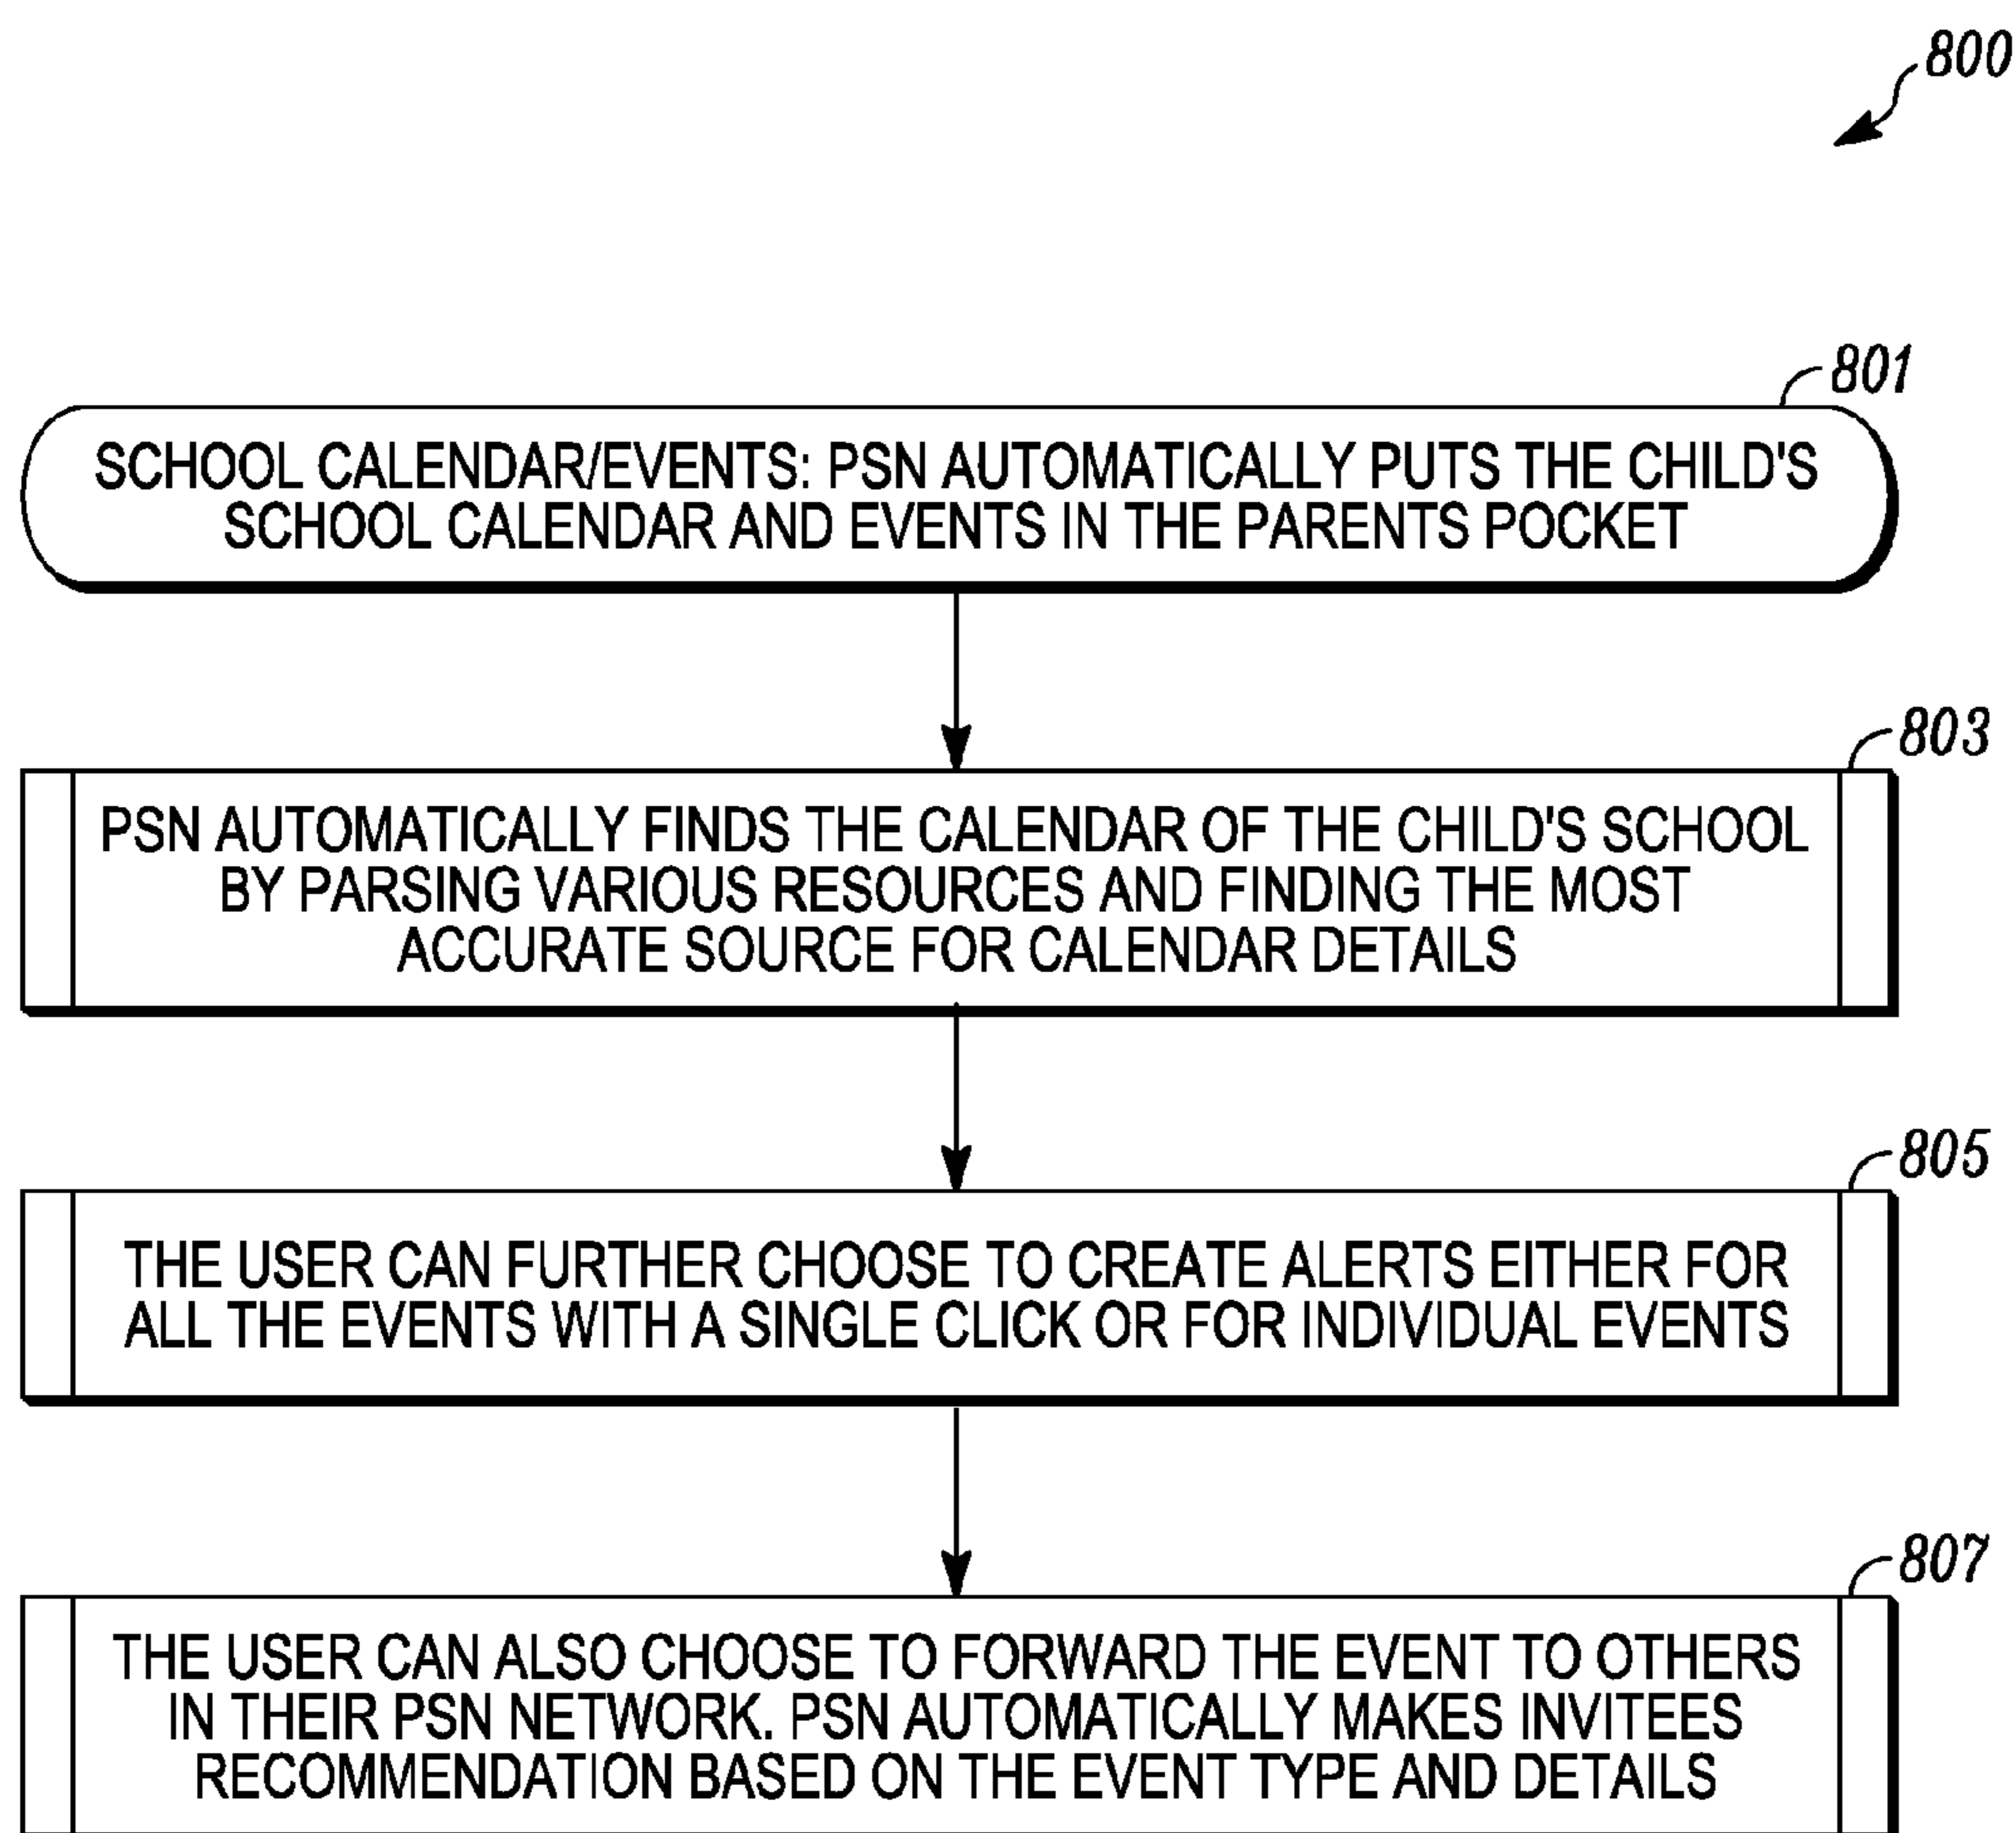 800
801
SCHOOL CALENDAR/EVENTS: PSN AUTOMATICALLY PUTS THE CHILD'S
SCHOOL CALENDAR AND EVENTS IN THE PARENTS POCKET
803
PSN AUTOMATICALLY FINDS THE CALENDAR OF THE CHILD'S SCHOOL
BY PARSING VARIOUS RESOURCES AND FINDING THE MOST
ACCURATE SOURCE FOR CALENDAR DETAILS
805
THE USER CAN FURTHER CHOOSE TO CREATE ALERTS EITHER FOR
ALL THE EVENTS WITH A SINGLE CLICK OR FOR INDIVIDUAL EVENTS
807
THE USER CAN ALSO CHOOSE TO FORWARD THE EVENT TO OTHERS
IN THEIR PSN NETWORK. PSN AUTOMATICALLY MAKES INVITEES
RECOMMENDATION BASED ON THE EVENT TYPE AND DETAILS